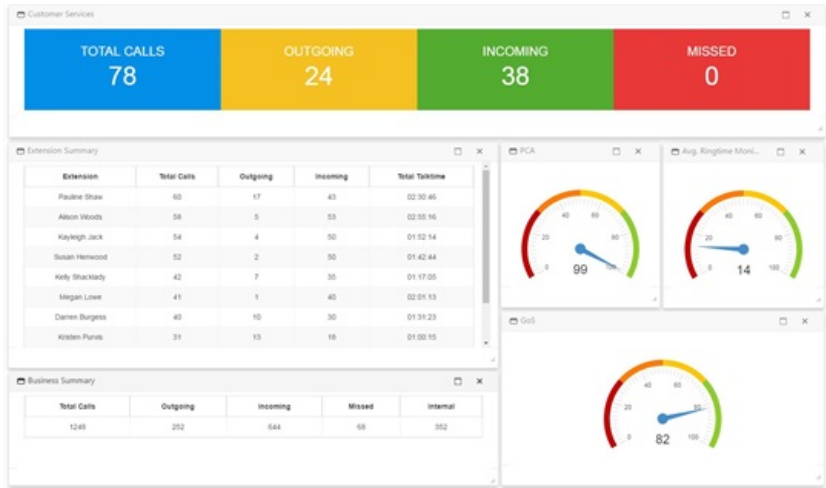 Customer Services
TOTAL CALLS OUTGOING INCOMING MISSED
78 24 38 0
Extension Summary
Extension Total Calls Outgoing Incoming Total Talktime
Pauline Shaw 60 17 43 02:30:46
Alison Woods 58 5 53 02:55:16
Kayleigh Jack 54 4 50 01:52:14
Susan Henwood 52 2 50 01:42:44
Kelly Shacklady 42 7 35 01:17:05
Megan Lowe 41 1 40 02:01:13
Darren Burgess 40 10 30 01:31:23
Kristen Purvis 31 13 18 01:00:15
PCA
0 20 40 60 80 100
99
Avg. Ringtime Moni...
0 20 40 60 80 100
14
Business Summary
Total Calls Outgoing Incoming Missed Internal
1248 252 644 68 352
GoS
0 20 40 60 80 100
82